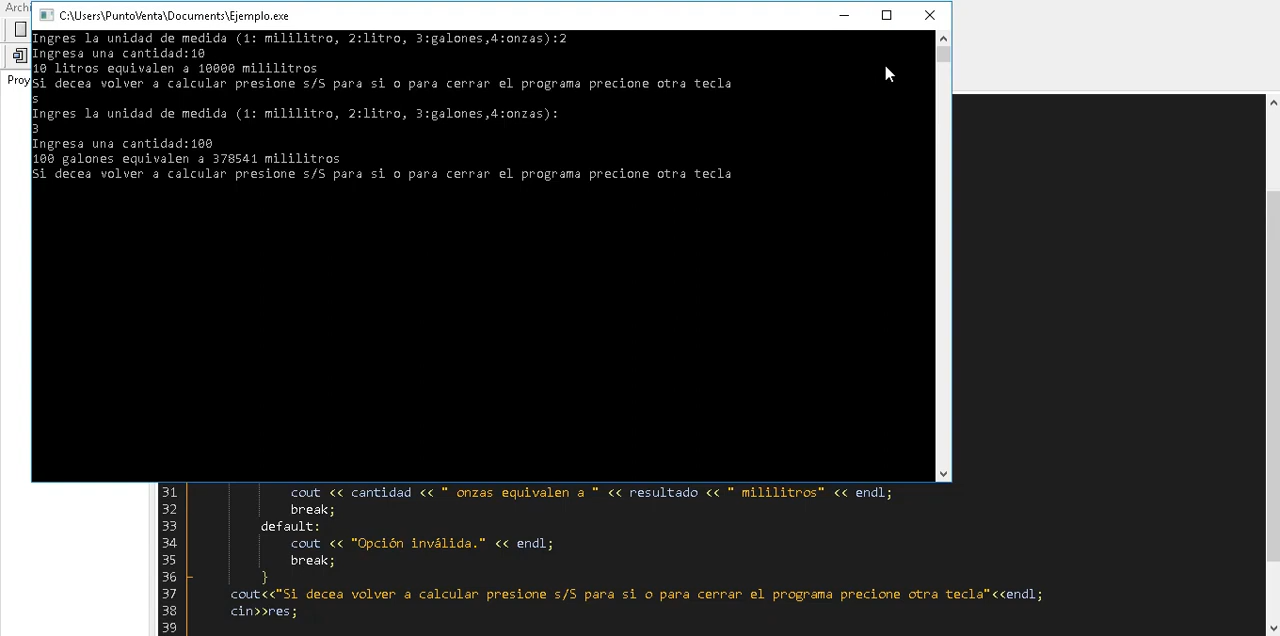 Archi
C:\Users\PuntoVenta\Documents\Ejemplo.exe
Proy
Ingres la unidad de medida (1: mililitro, 2:litro, 3:galones,4:onzas):2
Ingresa una cantidad:10
10 litros equivalen a 10000 mililitros
Si decea volver a calcular presione s/S para si o para cerrar el programa precione otra tecla
s
Ingres la unidad de medida (1: mililitro, 2:litro, 3:galones,4:onzas):
3
Ingresa una cantidad:100
100 galones equivalen a 378541 mililitros
Si decea volver a calcular presione s/S para si o para cerrar el programa precione otra tecla
31 cout << cantidad << " onzas equivalen a " << resultado << " mililitros" << endl;
32 break;
33 default:
34 cout << "Opción inválida." << endl;
35 break;
36 }
37 cout<<"Si decea volver a calcular presione s/S para si o para cerrar el programa precione otra tecla"<<endl;
38 cin>>res;
39